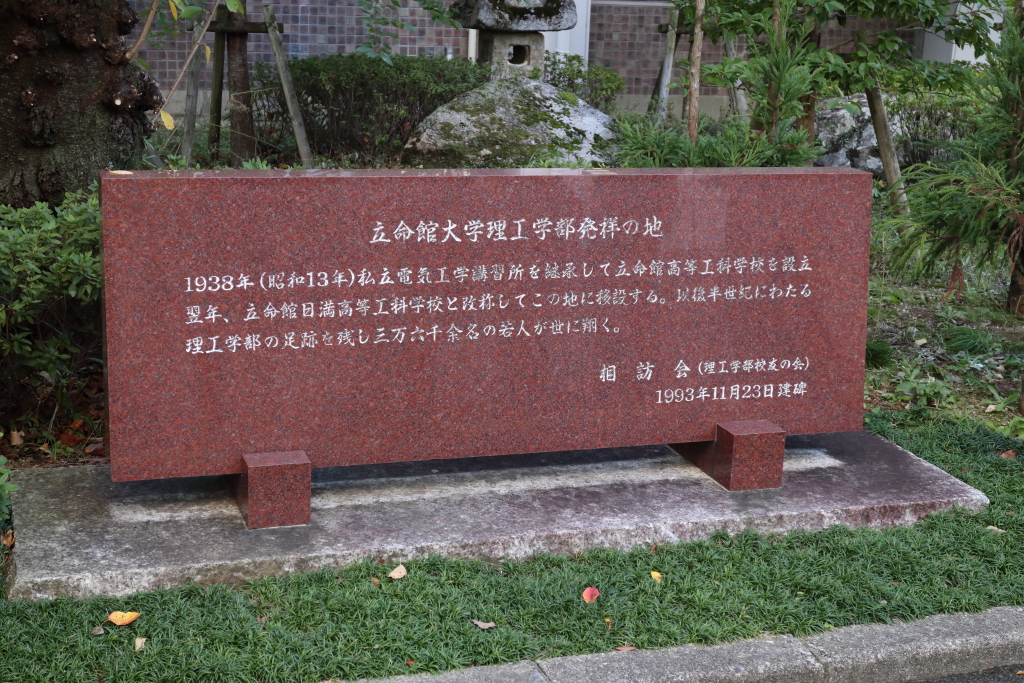 立命館大学理工学部発祥の地
1938年(昭和13年)私立電気工学講習所を継承して立命館高等工科学校を設立
翌年、立命館日満高等工科学校と改称してこの地に移設する。以後半世紀にわたる
理工学部の足跡を残し三万六千余名の若人が世に翔く。
相訪会(理工学部校友の会)
1993年11月23日建碑